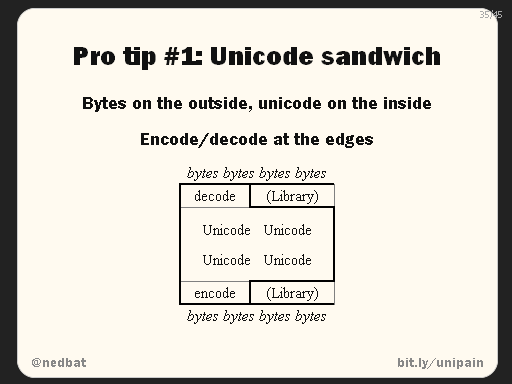 35/45
Pro tip #1: Unicode sandwich
Bytes on the outside, unicode on the inside
Encode/decode at the edges
bytes bytes bytes bytes
decode (Library)
Unicode Unicode
Unicode Unicode
encode (Library)
bytes bytes bytes bytes
@nedbat bit.ly/unipain